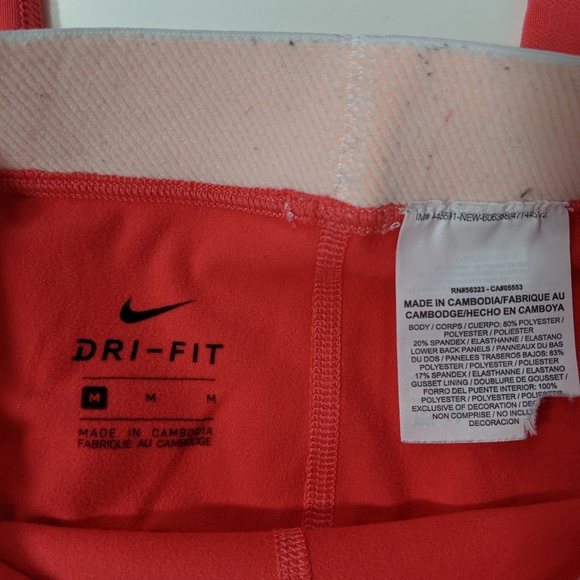 DRI-FIT
M M M
MADE IN CAMBODIA
FABRIQUE AU CAMBODGE
RN#56323 - CA#05553
MADE IN CAMBODIA/FABRIQUE AU
CAMBODGE/HECHO EN CAMBOYA
BODY / CORPS / CUERPO: 80% POLYESTER /
POLYESTER / POLIESTER
20% SPANDEX / ELASTHANNE / ELASTANO
LOWER BACK PANELS / PANNEAUX DU BAS
DU DOS / PANELES TRASEROS BAJOS: 83%
POLYESTER / POLYESTER / POLIESTER
17% SPANDEX / ELASTHANNE / ELASTANO
GUSSET LINING / DOUBLURE DE GOUSSET /
FORRO DEL PUENTE INTERIOR: 100%
POLYESTER / POLYESTER / POLIES
EXCLUSIVE OF DECORATION / DEC
NON COMPRISE / NO INCL
DECORACION